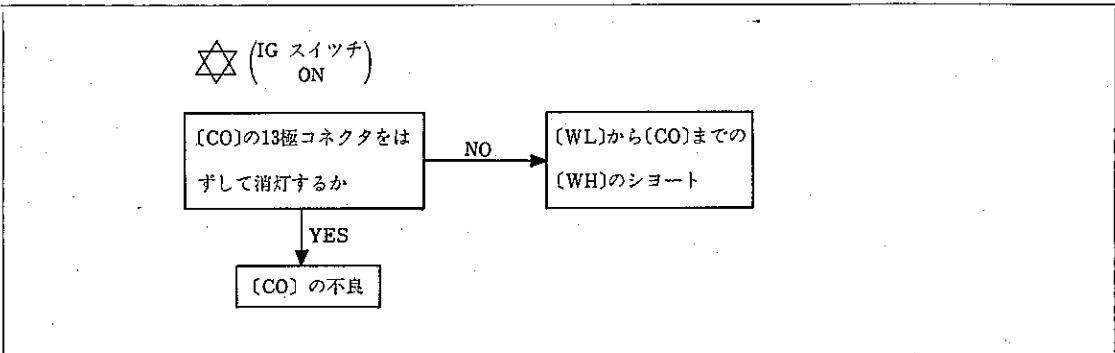 (IG スイツチ
ON)
〔CO〕の13極コネクタをは
ずして消灯するか
NO
〔WL〕から〔CO〕までの
〔WH〕のシヨート
YES
〔CO〕の不良